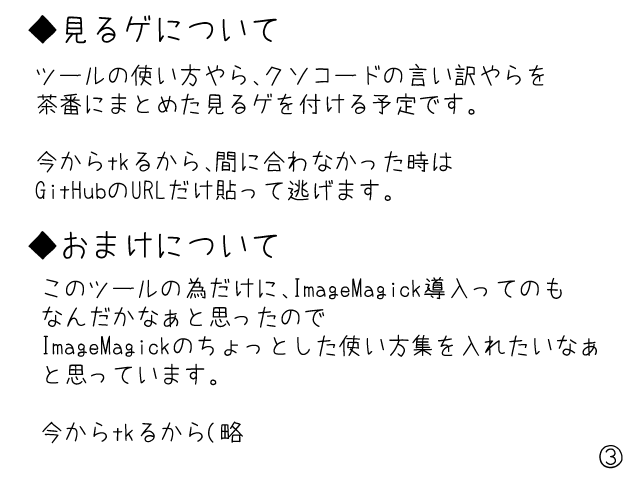 ◆見るゲについて
ツールの使い方やら、クソコードの言い訳やらを
茶番にまとめた見るゲを付ける予定です。
今からtkるから、間に合わなかった時は
GitHubのURLだけ貼って逃げます。
◆おまけについて
このツールの為だけに、ImageMagick導入ってのも
なんだかなぁと思ったので
ImageMagickのちょっとした使い方集を入れたいなぁ
と思っています。
今からtkるから(略
③